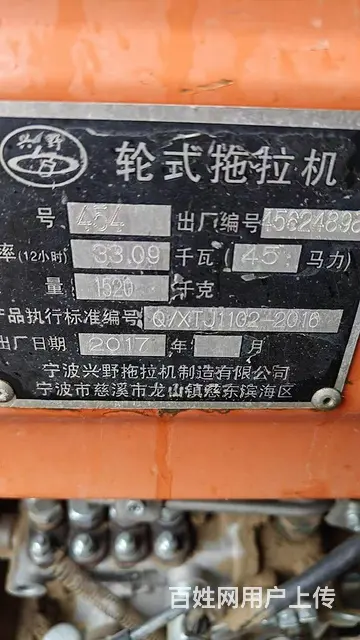 兴野
轮式拖拉机
号 454 出厂编号 45624898
率(12小时) 33.09 千瓦( 45 马力)
量 1520 千克
产品执行标准编号 Q/XTJ1102-2016
出厂日期 2017 年 月
宁波兴野拖拉机制造有限公司
宁波市慈溪市龙山镇慈东滨海区
百姓网用户上传